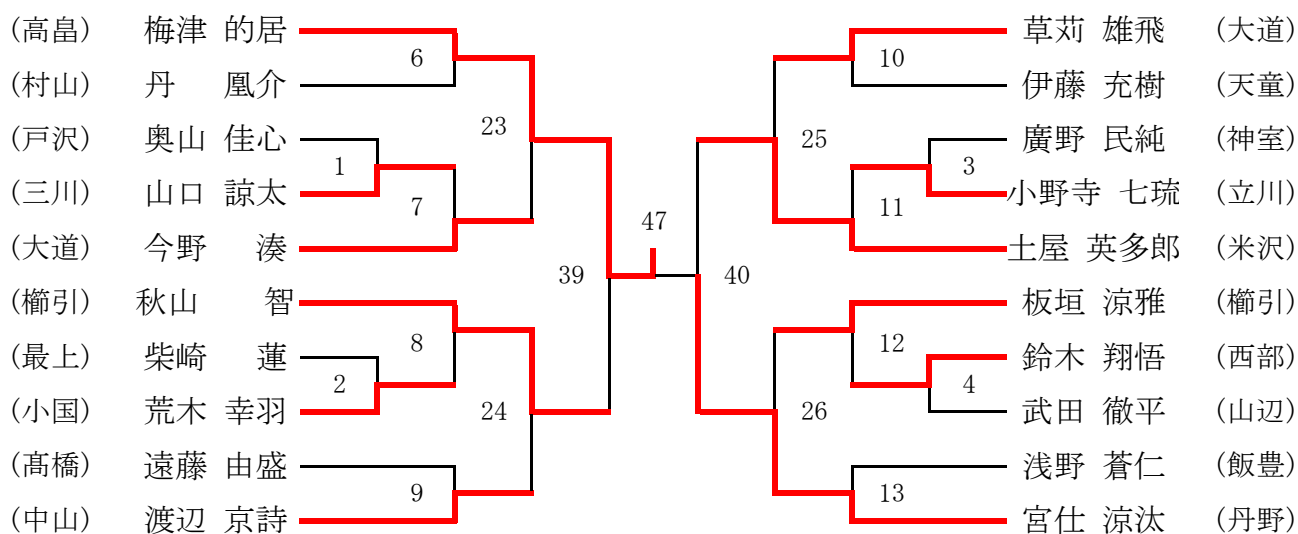 (高畠) 梅津 的居 草苅 雄飛 (大道)
6 10
(村山) 丹 凰介 伊藤 充樹 (天童)
23 25
(戸沢) 奥山 佳心 廣野 民純 (神室)
1 3
(三川) 山口 諒太 小野寺 七琉 (立川)
7 11
47
(大道) 今野 湊 土屋 英多郎 (米沢)
39 40
(櫛引) 秋山 智 板垣 涼雅 (櫛引)
8 12
(最上) 柴崎 蓮 鈴木 翔悟 (西部)
2 4
(小国) 荒木 幸羽 武田 徹平 (山辺)
24 26
(髙橋) 遠藤 由盛 浅野 蒼仁 (飯豊)
9 13
(中山) 渡辺 京詩 宮仕 涼汰 (丹野)